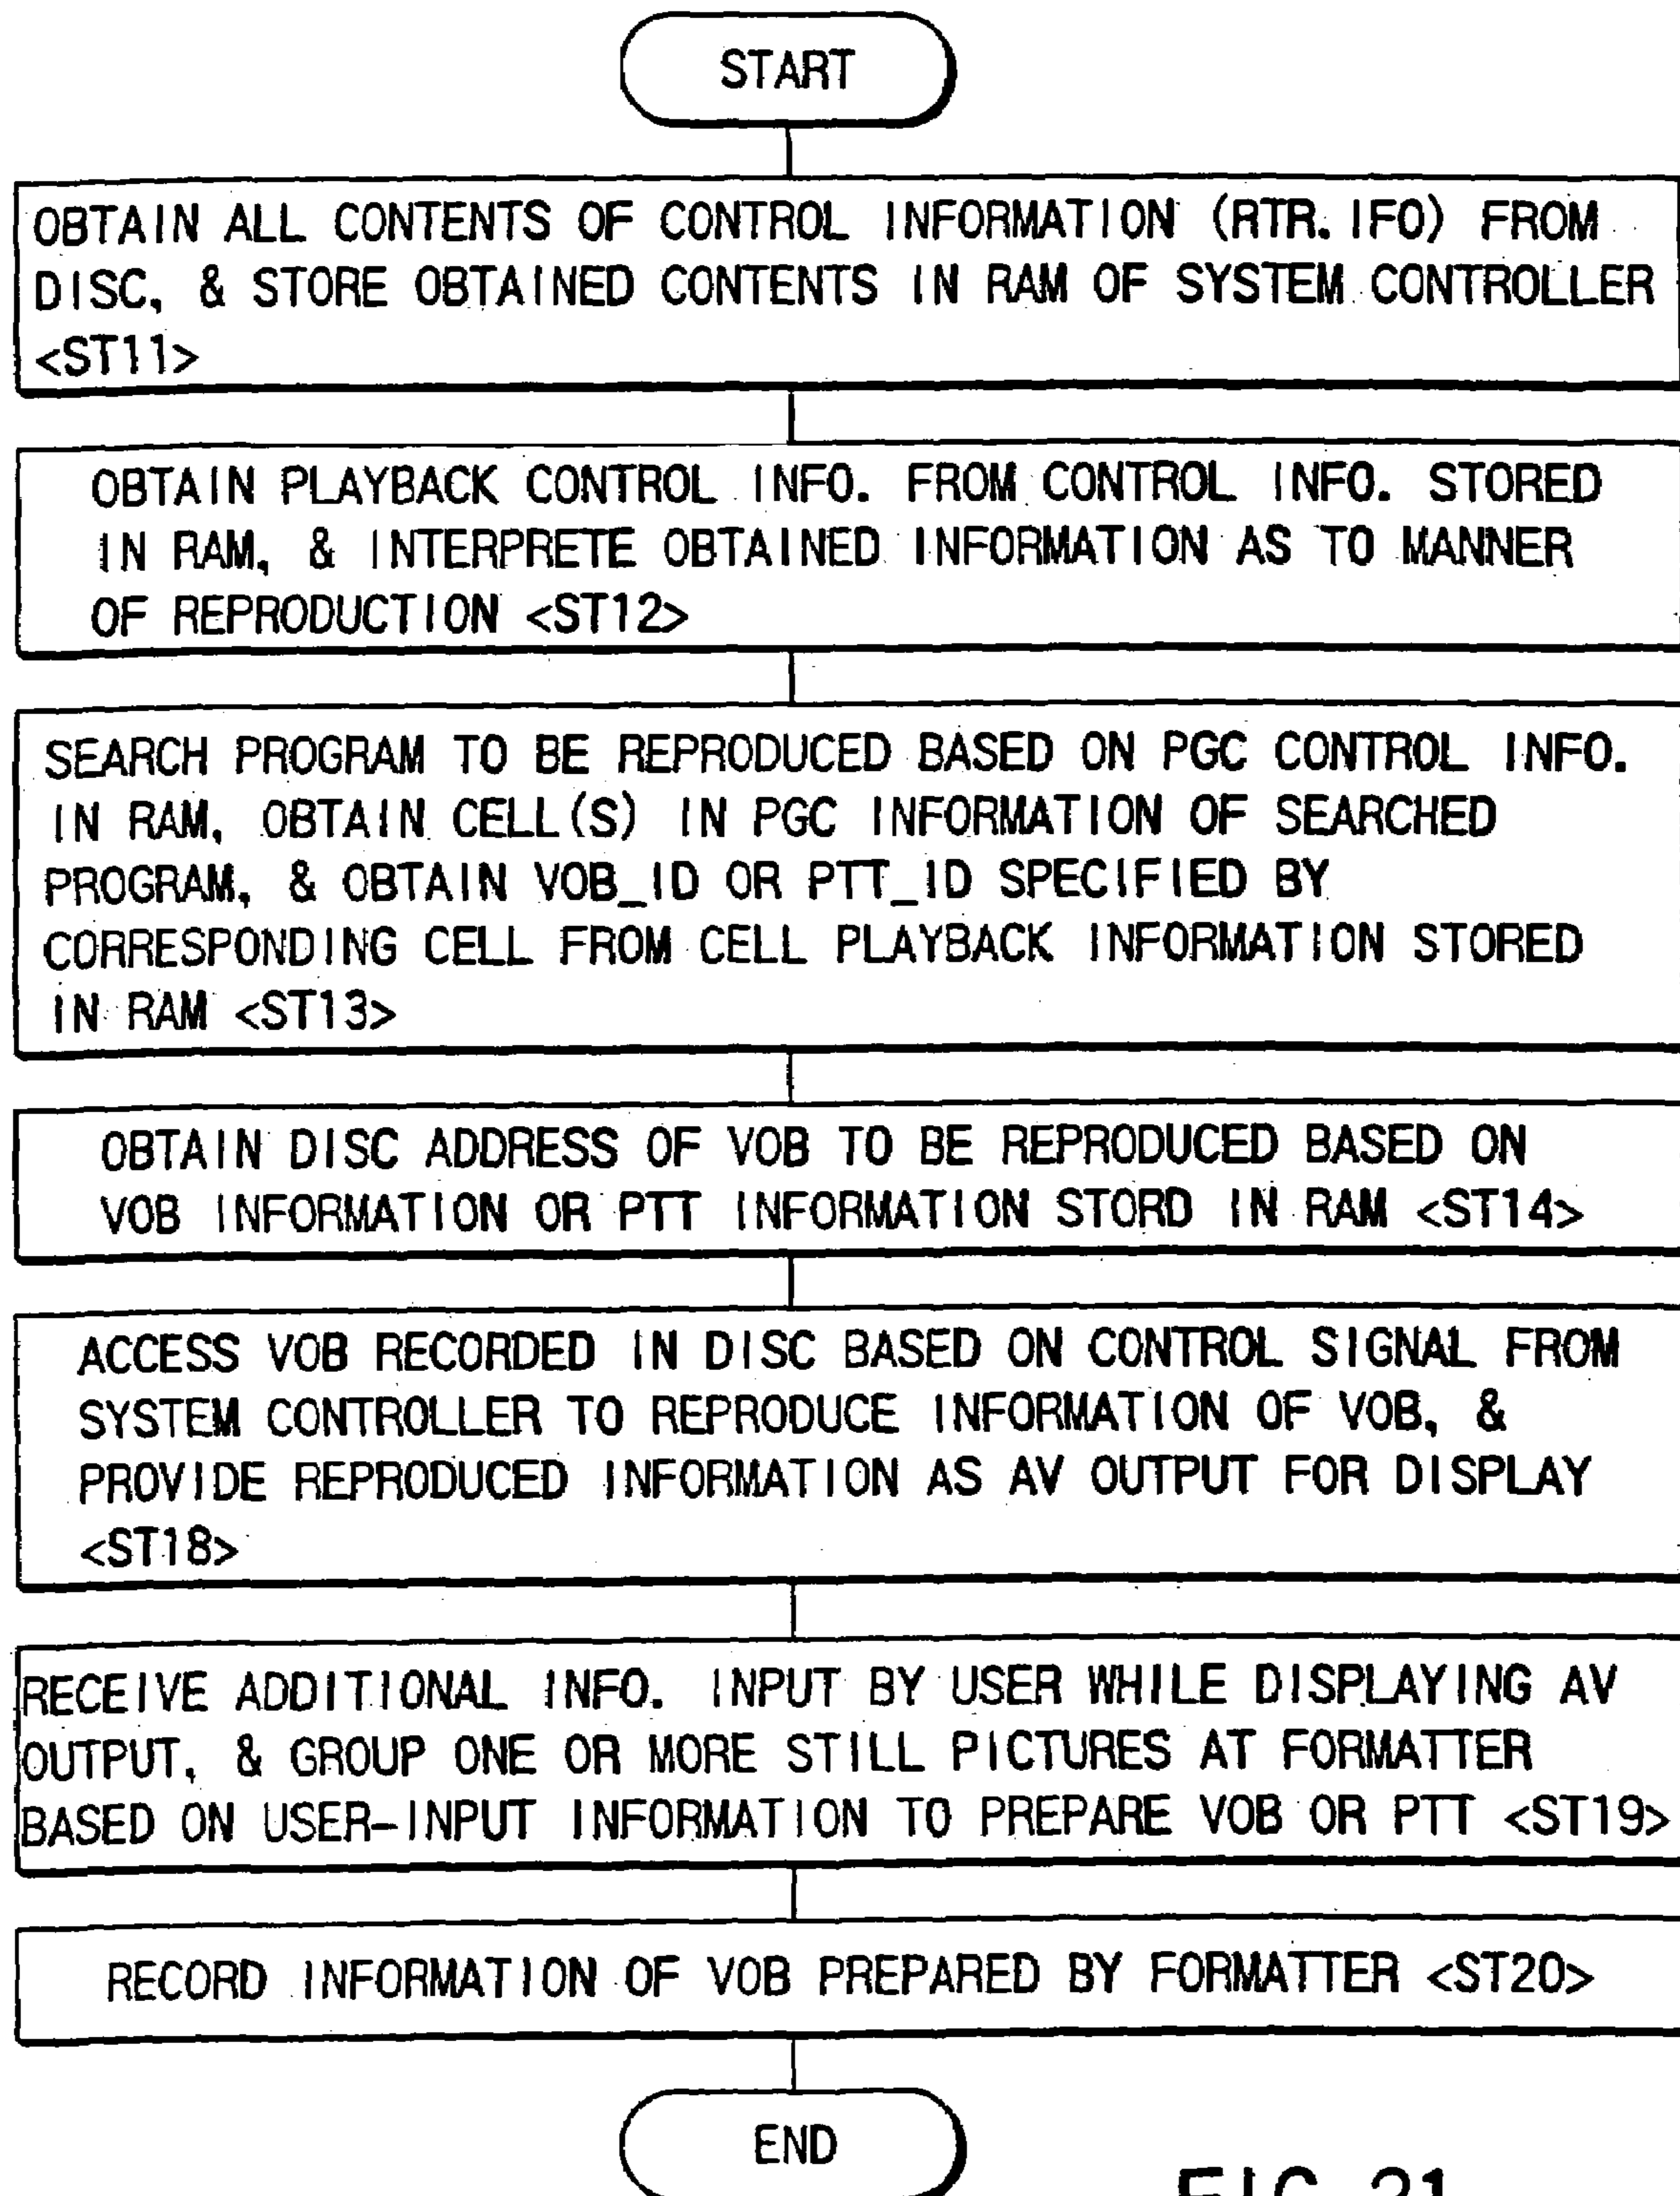 START
OBTAIN ALL CONTENTS OF CONTROL INFORMATION (RTR.IFO) FROM
DISC, & STORE OBTAINED CONTENTS IN RAM OF SYSTEM CONTROLLER
<ST11>
OBTAIN PLAYBACK CONTROL INFO. FROM CONTROL INFO. STORED
IN RAM, & INTERPRETE OBTAINED INFORMATION AS TO MANNER
OF REPRODUCTION <ST12>
SEARCH PROGRAM TO BE REPRODUCED BASED ON PGC CONTROL INFO.
IN RAM, OBTAIN CELL(S) IN PGC INFORMATION OF SEARCHED
PROGRAM, & OBTAIN VOB_ID OR PTT_ID SPECIFIED BY
CORRESPONDING CELL FROM CELL PLAYBACK INFORMATION STORED
IN RAM <ST13>
OBTAIN DISC ADDRESS OF VOB TO BE REPRODUCED BASED ON
VOB INFORMATION OR PTT INFORMATION STORD IN RAM <ST14>
ACCESS VOB RECORDED IN DISC BASED ON CONTROL SIGNAL FROM
SYSTEM CONTROLLER TO REPRODUCE INFORMATION OF VOB, &
PROVIDE REPRODUCED INFORMATION AS AV OUTPUT FOR DISPLAY
<ST18>
RECEIVE ADDITIONAL INFO. INPUT BY USER WHILE DISPLAYING AV
OUTPUT, & GROUP ONE OR MORE STILL PICTURES AT FORMATTER
BASED ON USER-INPUT INFORMATION TO PREPARE VOB OR PTT <ST19>
RECORD INFORMATION OF VOB PREPARED BY FORMATTER <ST20>
END
FIG. 21